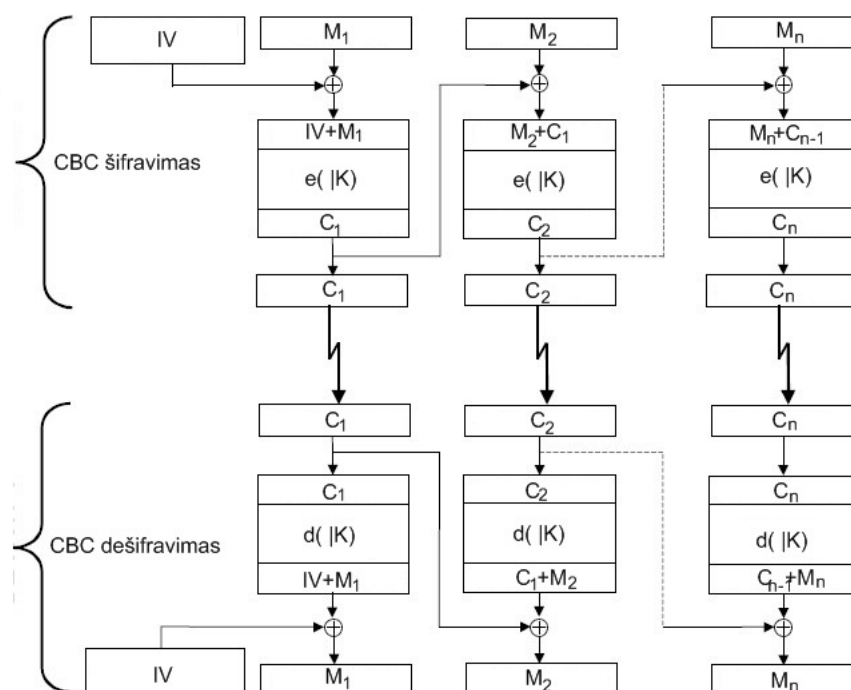 IV M₁ M₂ Mₙ
IV+M₁ M₂+C₁ Mₙ+Cₙ₋₁
CBC šifravimas
e( |K) e( |K) e( |K)
C₁ C₂ Cₙ
C₁ C₂ Cₙ
C₁ C₂ Cₙ
C₁ C₂ Cₙ
d( |K) d( |K) d( |K)
CBC dešifravimas
IV+M₁ C₁+M₂ Cₙ₋₁+Mₙ
IV M₁ M₂ Mₙ